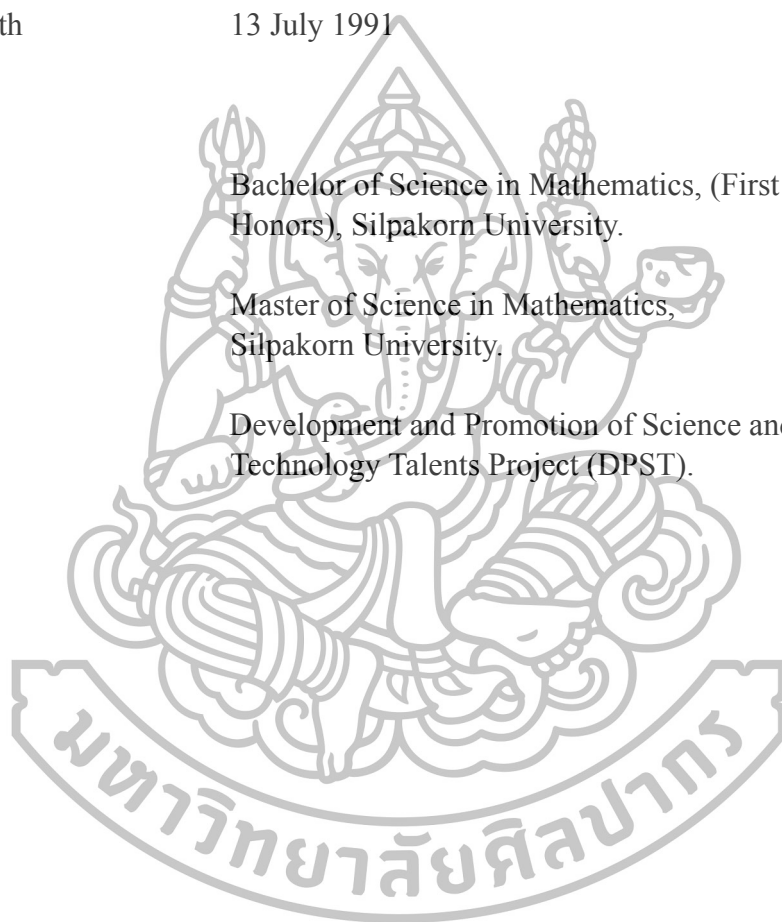 th 13 July 1991
Bachelor of Science in Mathematics, (First
Honors), Silpakorn University.
Master of Science in Mathematics,
Silpakorn University.
Development and Promotion of Science and
Technology Talents Project (DPST).
มหาวิทยาลัยศิลปากร